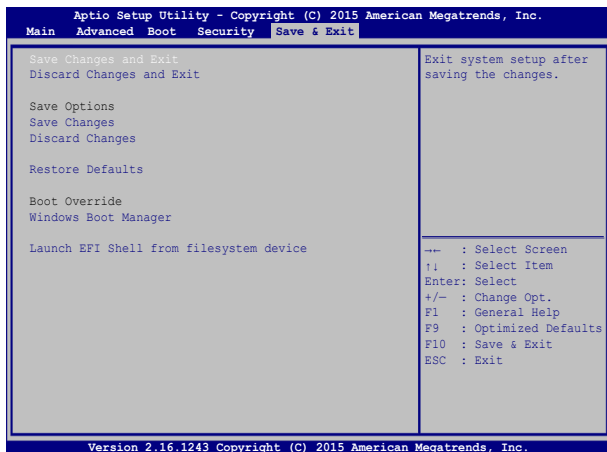 Aptio Setup Utility - Copyright (C) 2015 American Megatrends, Inc.
Main Advanced Boot Security Save & Exit
Save Changes and Exit
Discard Changes and Exit
Save Options
Save Changes
Discard Changes
Restore Defaults
Boot Override
Windows Boot Manager
Launch EFI Shell from filesystem device
Exit system setup after
saving the changes.
→← : Select Screen
↑↓ : Select Item
Enter: Select
+/— : Change Opt.
F1 : General Help
F9 : Optimized Defaults
F10 : Save & Exit
ESC : Exit
Version 2.16.1243 Copyright (C) 2015 American Megatrends, Inc.